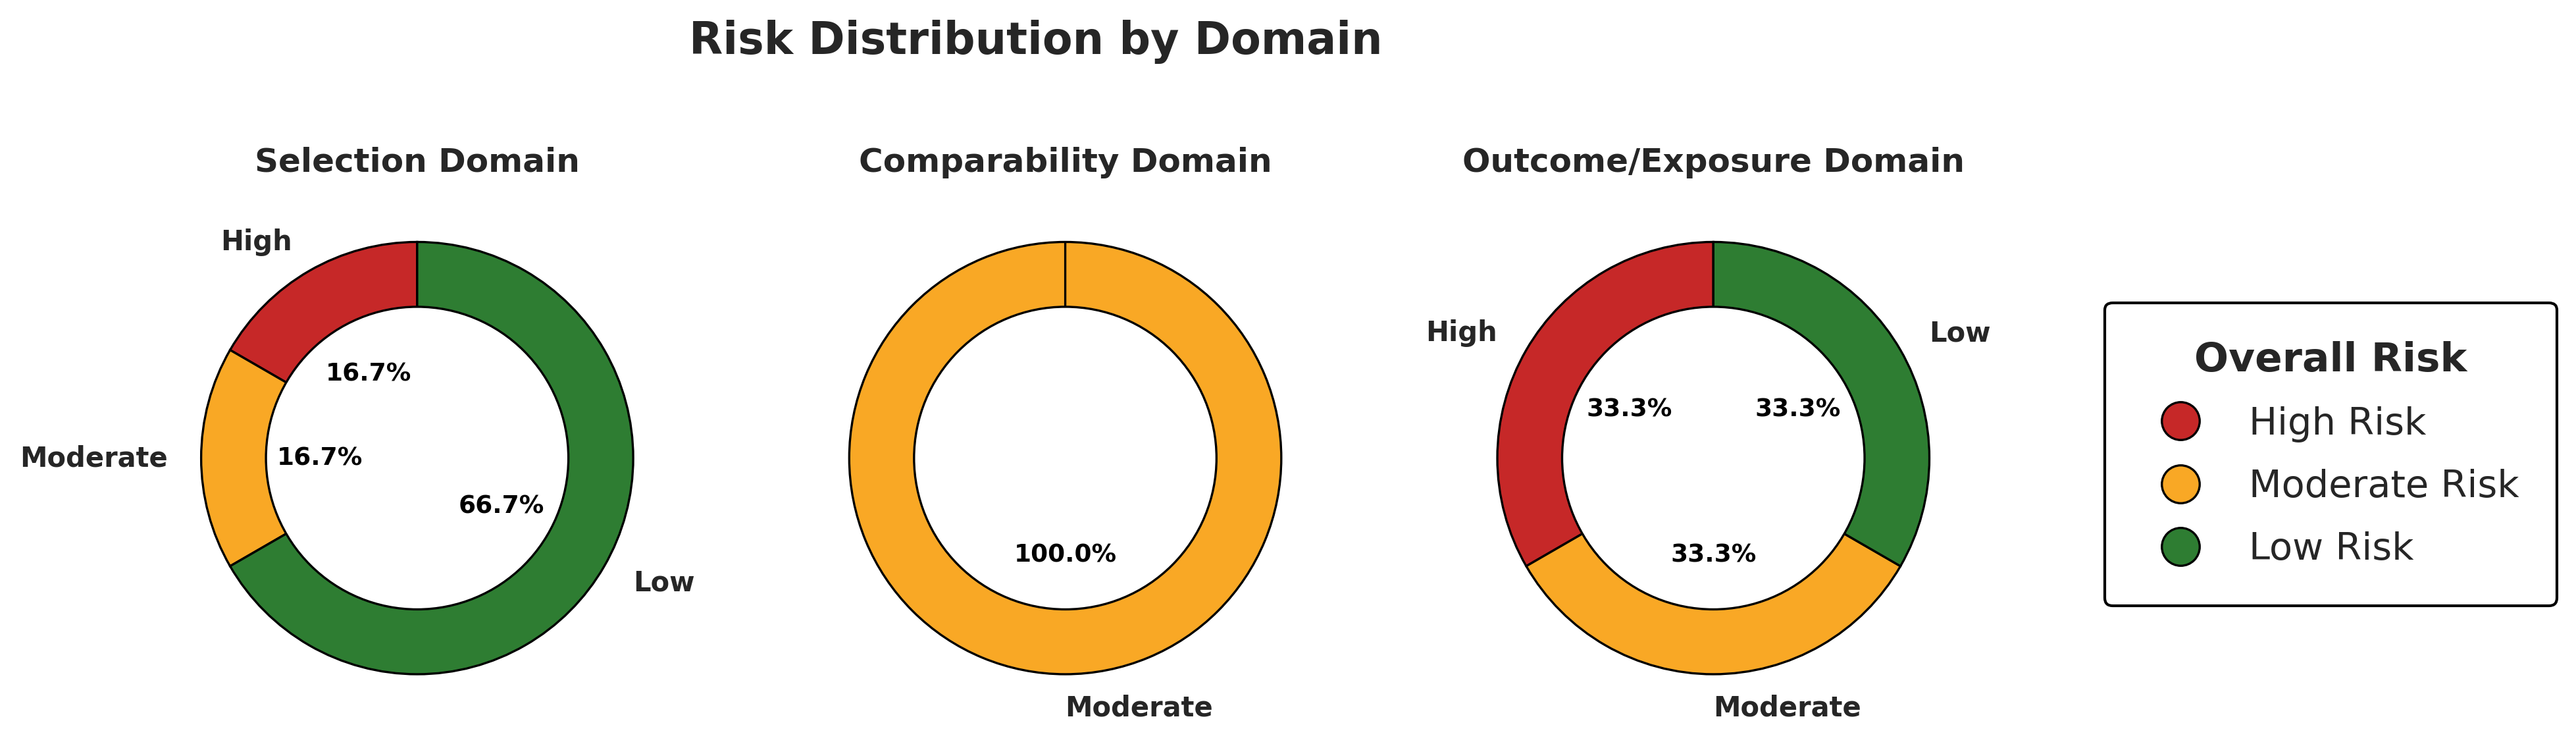 Risk Distribution by Domain
Selection Domain
High
16.7%
Moderate
16.7%
66.7%
Low
Comparability Domain
100.0%
Moderate
Outcome/Exposure Domain
High
Low
33.3%
33.3%
33.3%
Moderate
Overall Risk
High Risk
Moderate Risk
Low Risk